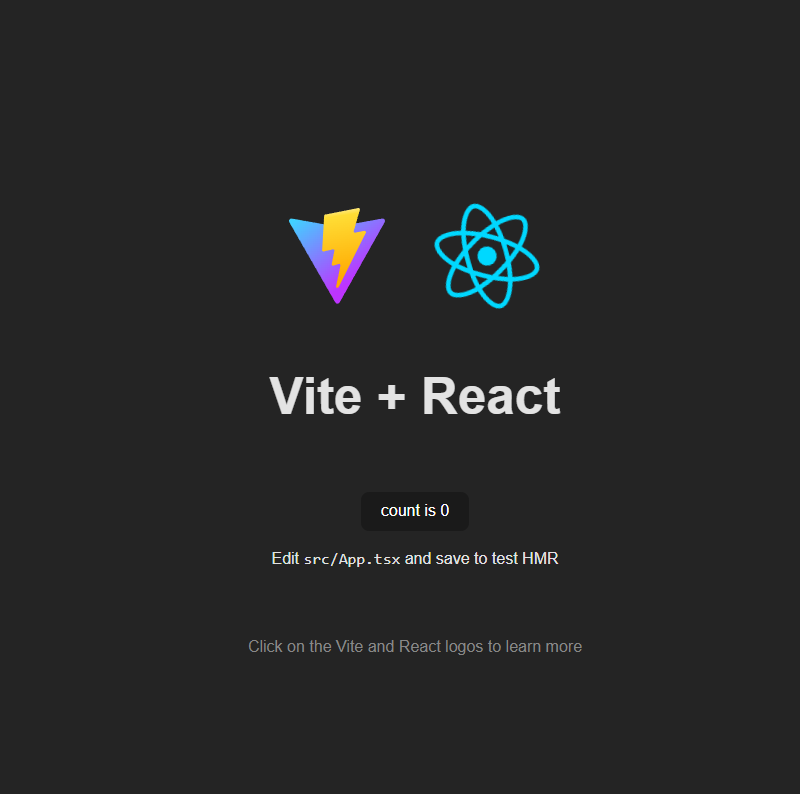 Vite + React
count is 0
Edit src/App.tsx and save to test HMR
Click on the Vite and React logos to learn more